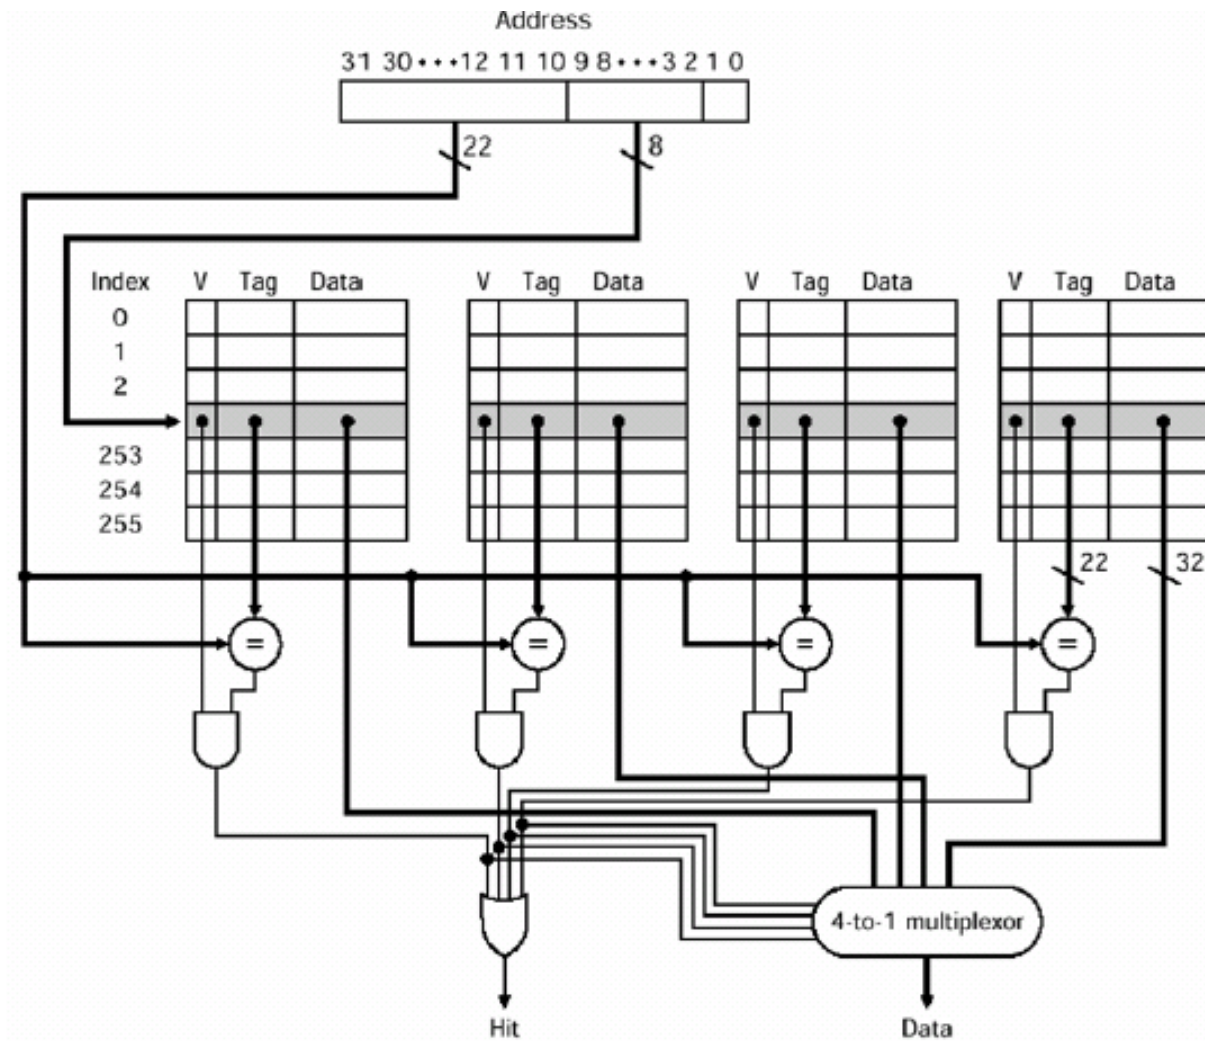 Address
31 30 ••• 12 11 10 9 8 ••• 3 2 1 0
22
8
Index V Tag Data V Tag Data V Tag Data V Tag Data
0
1
2
253
254
255
22
32
= = = =
4-to-1 multiplexor
Hit
Data